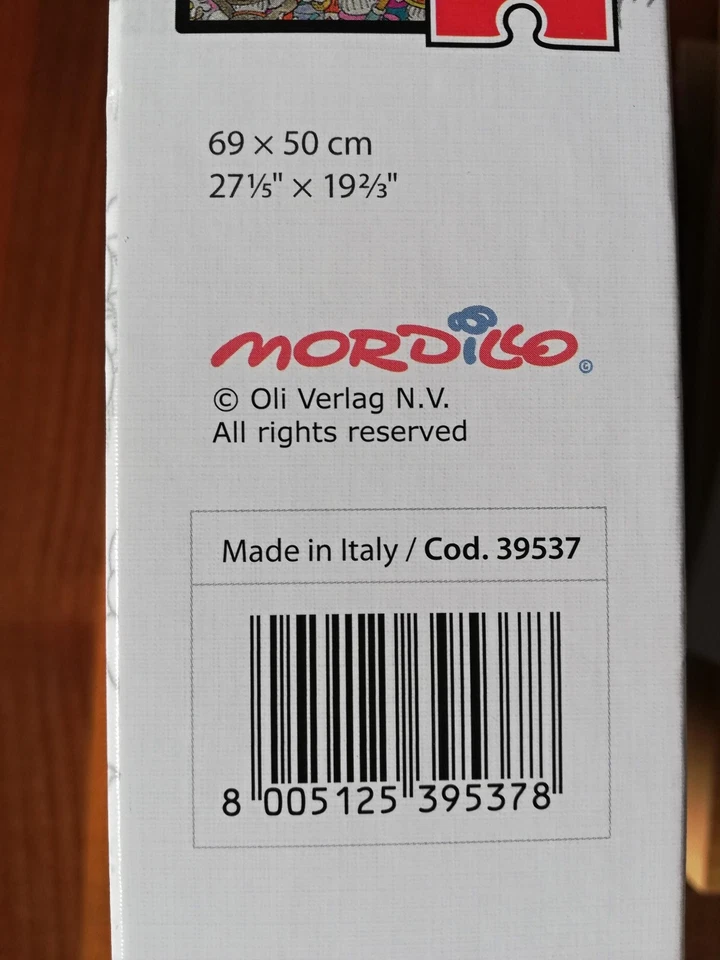 69 × 50 cm
27⅕" × 19⅔"
MORDILLO ©
© Oli Verlag N.V.
All rights reserved
Made in Italy / Cod. 39537
8 005125 395378